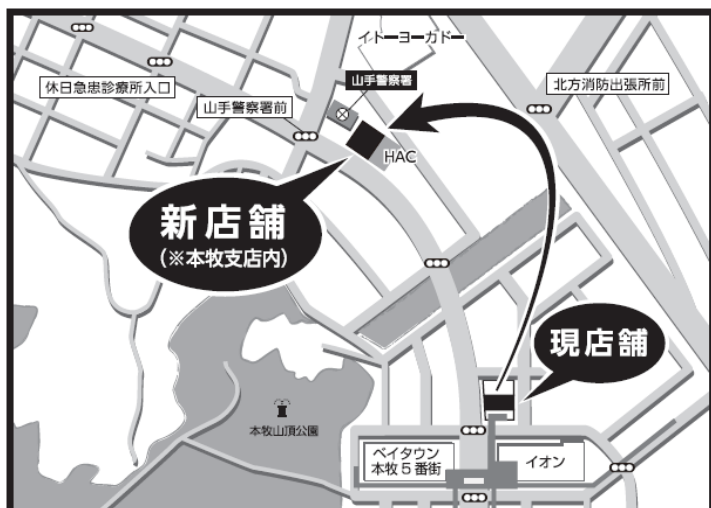 イトーヨーカドー
休日急患診療所入口
山手警察署
北方消防出張所前
山手警察署前
HAC
新店舗
(※本牧支店内)
現店舗
本牧山頂公園
ベイタウン
本牧5番街
イオン